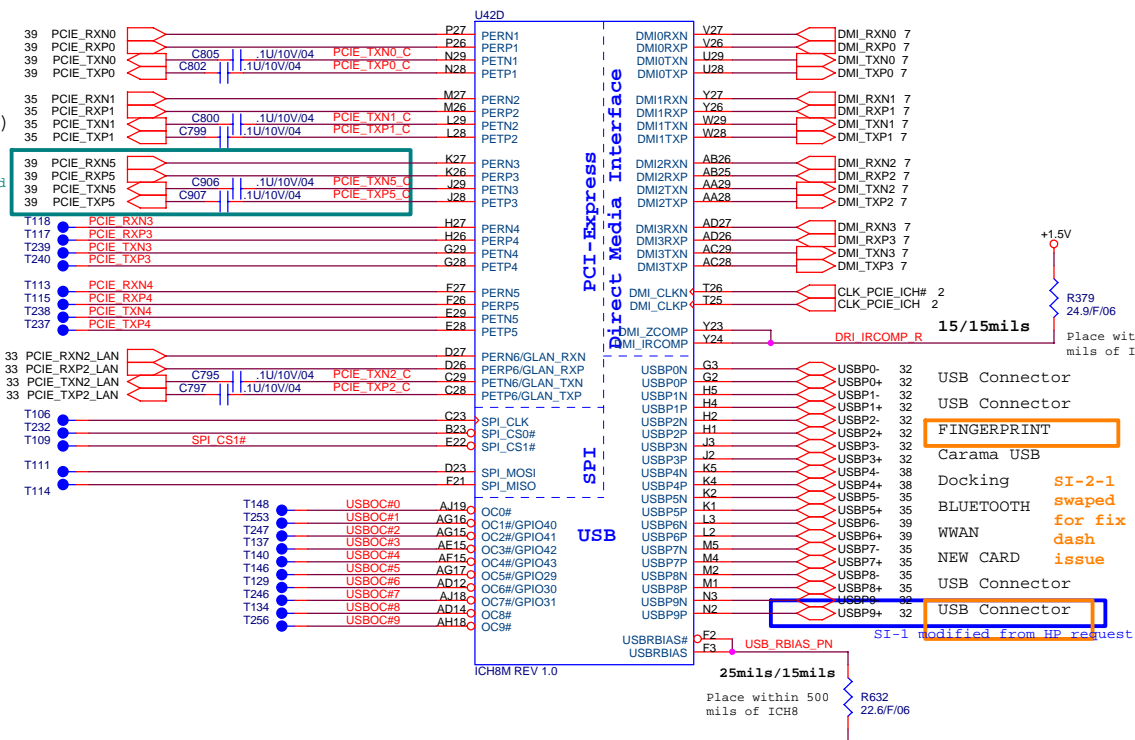 U42D
39 PCIE_RXN0 P27 PERN1 DMI0RXN V27 DMI_RXN0 7
39 PCIE_RXP0 P26 PERP1 DMI0RXP V26 DMI_RXP0 7
39 PCIE_TXN0 C805 .1U/10V/04 PCIE_TXN0_C N29 PETN1 DMI0TXN U29 DMI_TXN0 7
39 PCIE_TXP0 C802 .1U/10V/04 PCIE_TXP0_C N28 PETP1 DMI0TXP U28 DMI_TXP0 7
35 PCIE_RXN1 M27 PERN2 DMI1RXN Y27 DMI_RXN1 7
35 PCIE_RXP1 M26 PERP2 DMI1RXP Y26 DMI_RXP1 7
35 PCIE_TXN1 C800 .1U/10V/04 PCIE_TXN1_C L29 PETN2 DMI1TXN W29 DMI_TXN1 7
35 PCIE_TXP1 C799 .1U/10V/04 PCIE_TXP1_C L28 PETP2 DMI1TXP W28 DMI_TXP1 7
39 PCIE_RXN5 K27 PERN3 DMI2RXN AB26 DMI_RXN2 7
39 PCIE_RXP5 K26 PERP3 DMI2RXP AB25 DMI_RXP2 7
39 PCIE_TXN5 C906 .1U/10V/04 PCIE_TXN5_C J29 PETN3 DMI2TXN AA29 DMI_TXN2 7
39 PCIE_TXP5 C907 .1U/10V/04 PCIE_TXP5_C J28 PETP3 DMI2TXP AA28 DMI_TXP2 7
T118 PCIE_RXN3 H27 PERN4 DMI3RXN AD27 DMI_RXN3 7
T117 PCIE_RXP3 H26 PERP4 DMI3RXP AD26 DMI_RXP3 7
T239 PCIE_TXN3 G29 PETN4 DMI3TXN AC29 DMI_TXN3 7
T240 PCIE_TXP3 G28 PETP4 DMI3TXP AC28 DMI_TXP3 7
PCI-Express
Direct Media Interface
+1.5V
T113 PCIE_RXN4 F27 PERN5 DMI_CLKN T26 CLK_PCIE_ICH# 2
T115 PCIE_RXP4 F26 PERP5 DMI_CLKP T25 CLK_PCIE_ICH 2
R379
24.9/F/06
T238 PCIE_TXN4 E29 PETN5
T237 PCIE_TXP4 E28 PETP5 DMI_ZCOMP Y23
DMI_IRCOMP Y24 DRI_IRCOMP_R 15/15mils
Place wit
mils of I
33 PCIE_RXN2_LAN D27 PERN6/GLAN_RXN
33 PCIE_RXP2_LAN D26 PERP6/GLAN_RXP
33 PCIE_TXN2_LAN C795 .1U/10V/04 PCIE_TXN2_C C29 PETN6/GLAN_TXN
33 PCIE_TXP2_LAN C797 .1U/10V/04 PCIE_TXP2_C C28 PETP6/GLAN_TXP
T106 C23 SPI_CLK
T232 B23 SPI_CS0#
T109 SPI_CS1# E22 SPI_CS1#
T111 D23 SPI_MOSI
T114 F21 SPI_MISO
SPI
USBP0N G3 USBP0- 32
USBP0P G2 USBP0+ 32 USB Connector
USBP1N H5 USBP1- 32
USBP1P H4 USBP1+ 32 USB Connector
USBP2N H2 USBP2- 32
USBP2P H1 USBP2+ 32 FINGERPRINT
USBP3N J3 USBP3- 32
USBP3P J2 USBP3+ 32 Carama USB
USBP4N K5 USBP4- 38
USBP4P K4 USBP4+ 38 Docking
USBP5N K2 USBP5- 35
USBP5P K1 USBP5+ 35 BLUETOOTH
USBP6N L3 USBP6- 39
USBP6P L2 USBP6+ 39 WWAN
USBP7N M5 USBP7- 35
USBP7P M4 USBP7+ 35 NEW CARD
USBP8N M2 USBP8- 35
USBP8P M1 USBP8+ 35 USB Connector
USBP9N N3 USBP9- 32
USBP9P N2 USBP9+ 32 USB Connector
SI-2-1
swaped
for fix
dash
issue
SI-1 modified from HP request
T148 USBOC#0 AJ19 OC0#
T253 USBOC#1 AG16 OC1#/GPIO40
T247 USBOC#2 AG15 OC2#/GPIO41
T137 USBOC#3 AE15 OC3#/GPIO42
T140 USBOC#4 AF15 OC4#/GPIO43
T146 USBOC#5 AG17 OC5#/GPIO29
T129 USBOC#6 AD12 OC6#/GPIO30
T246 USBOC#7 AJ18 OC7#/GPIO31
T134 USBOC#8 AD14 OC8#
T256 USBOC#9 AH18 OC9#
USB
USBRBIAS# F2
USBRBIAS F3 USB_RBIAS_PN
ICH8M REV 1.0
25mils/15mils
Place within 500
mils of ICH8
R632
22.6/F/06